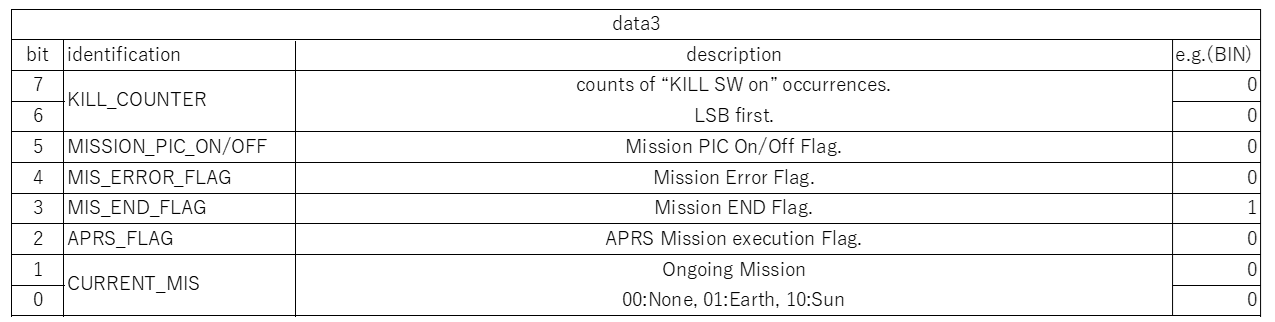 data3
bit identification description e.g.(BIN)
7 KILL_COUNTER counts of “KILL SW on” occurrences. 0
6 LSB first. 0
5 MISSION_PIC_ON/OFF Mission PIC On/Off Flag. 0
4 MIS_ERROR_FLAG Mission Error Flag. 0
3 MIS_END_FLAG Mission END Flag. 1
2 APRS_FLAG APRS Mission execution Flag. 0
1 CURRENT_MIS Ongoing Mission 0
0 00:None, 01:Earth, 10:Sun 0